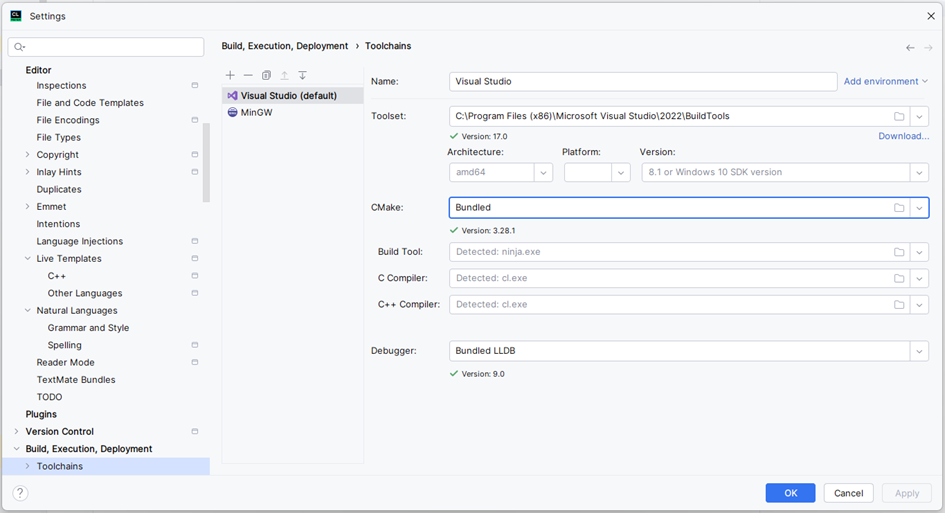 CL Settings
Editor
Inspections
File and Code Templates
File Encodings
File Types
Copyright
Inlay Hints
Duplicates
Emmet
Intentions
Language Injections
Live Templates
C++
Other Languages
Natural Languages
Grammar and Style
Spelling
Reader Mode
TextMate Bundles
TODO
Plugins
Version Control
Build, Execution, Deployment
Toolchains
?
Build, Execution, Deployment › Toolchains
Visual Studio (default)
MinGW
Name: Visual Studio Add environment
Toolset: C:\Program Files (x86)\Microsoft Visual Studio\2022\BuildTools
Version: 17.0 Download...
Architecture: Platform: Version:
amd64 8.1 or Windows 10 SDK version
CMake: Bundled
Version: 3.28.1
Build Tool: Detected: ninja.exe
C Compiler: Detected: cl.exe
C++ Compiler: Detected: cl.exe
Debugger: Bundled LLDB
Version: 9.0
OK Cancel Apply